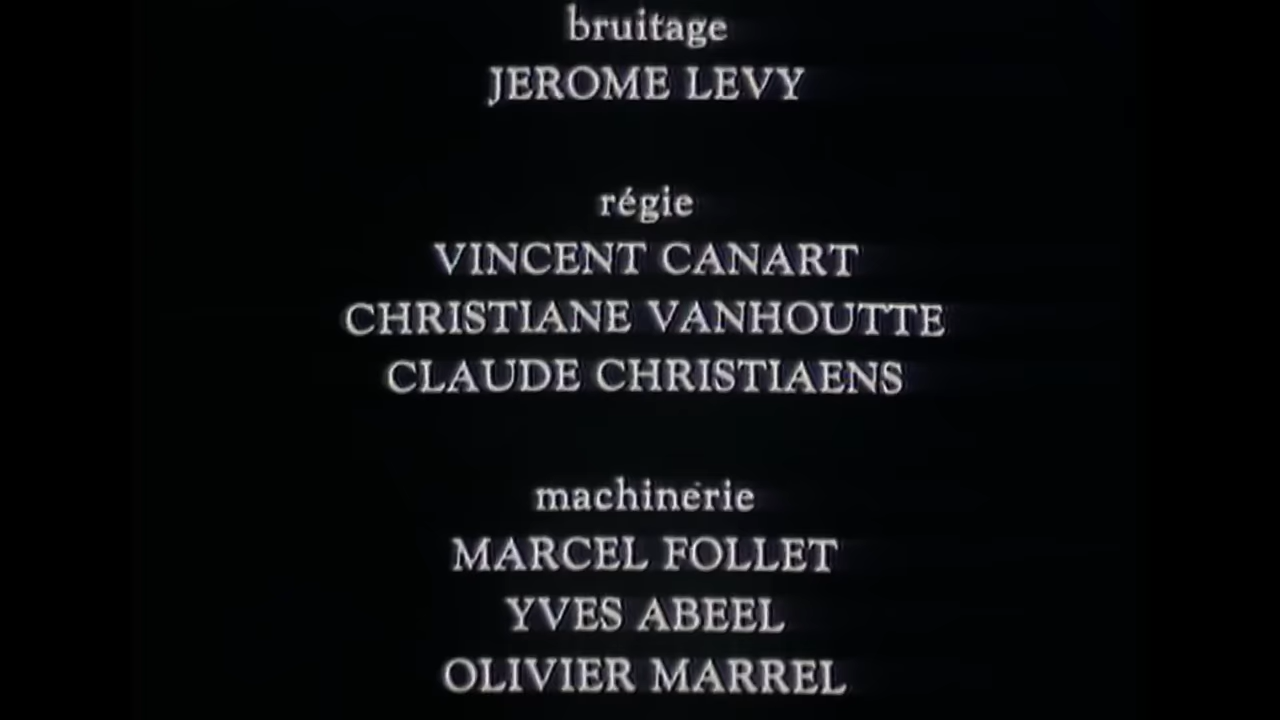 bruitage
JEROME LEVY
régie
VINCENT CANART
CHRISTIANE VANHOUTTE
CLAUDE CHRISTIAENS
machinerie
MARCEL FOLLET
YVES ABEEL
OLIVIER MARREL